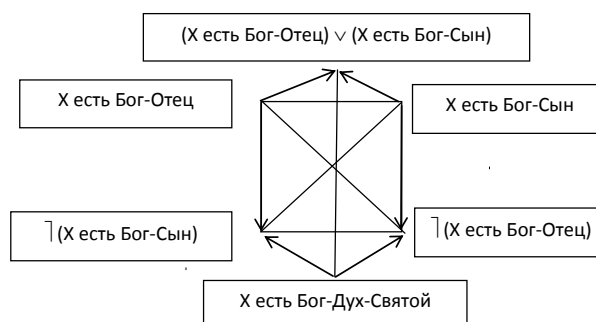 (X есть Бог-Отец) ∨ (X есть Бог-Сын)
X есть Бог-Отец
X есть Бог-Сын
⏋(X есть Бог-Сын)
⏋(X есть Бог-Отец)
X есть Бог-Дух-Святой